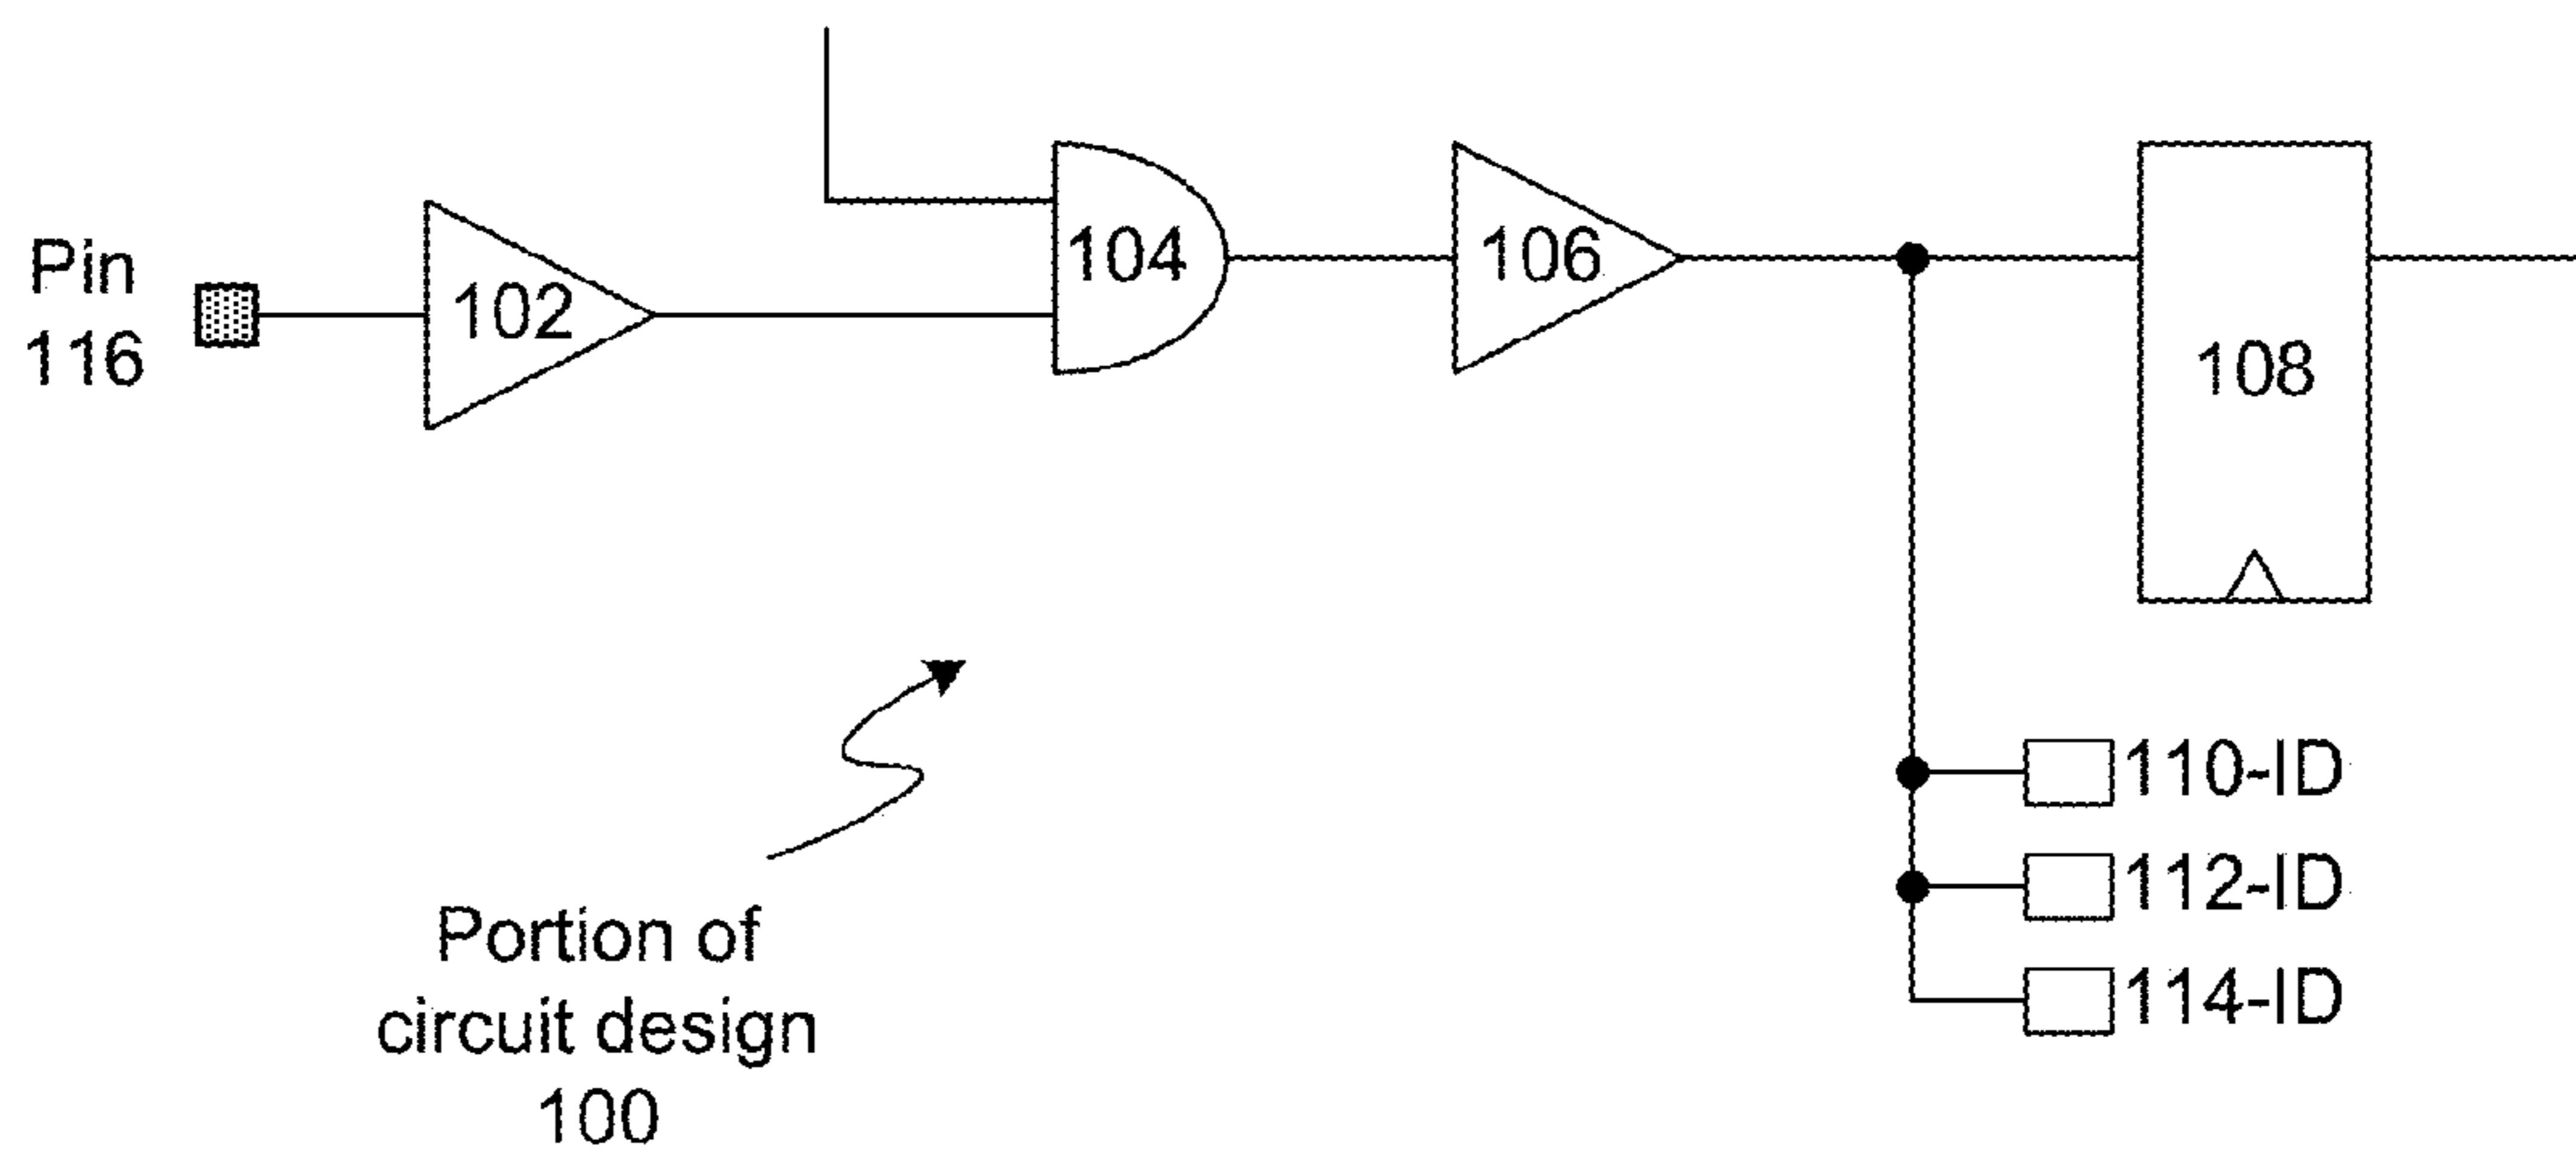 Pin
116
102
104
106
108
110-ID
112-ID
114-ID
Portion of
circuit design
100